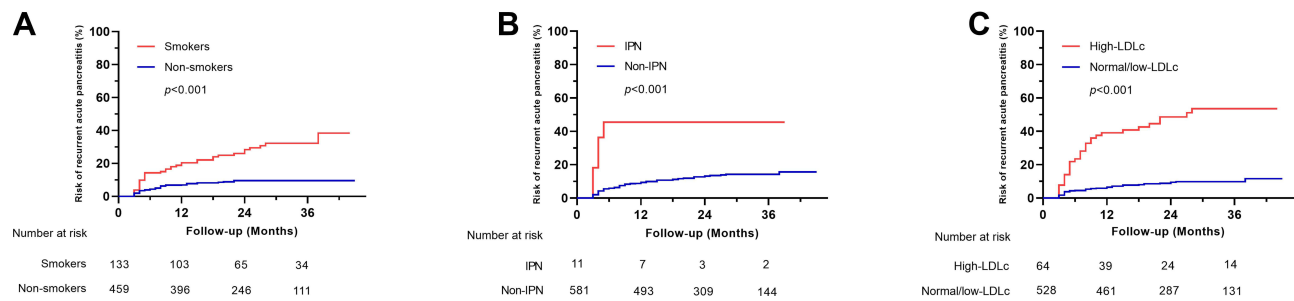 A
Risk of recurrent acute pancreatitis (%)
100
80
60
40
20
0
Smokers
Non-smokers
p<0.001
0 12 24 36
Follow-up (Months)
Number at risk
Smokers 133 103 65 34
Non-smokers 459 396 246 111
B
Risk of recurrent acute pancreatitis (%)
100
80
60
40
20
0
IPN
Non-IPN
p<0.001
0 12 24 36
Follow-up (Months)
Number at risk
IPN 11 7 3 2
Non-IPN 581 493 309 144
C
Risk of recurrent acute pancreatitis (%)
100
80
60
40
20
0
High-LDLc
Normal/low-LDLc
p<0.001
0 12 24 36
Follow-up (Months)
Number at risk
High-LDLc 64 39 24 14
Normal/low-LDLc 528 461 287 131